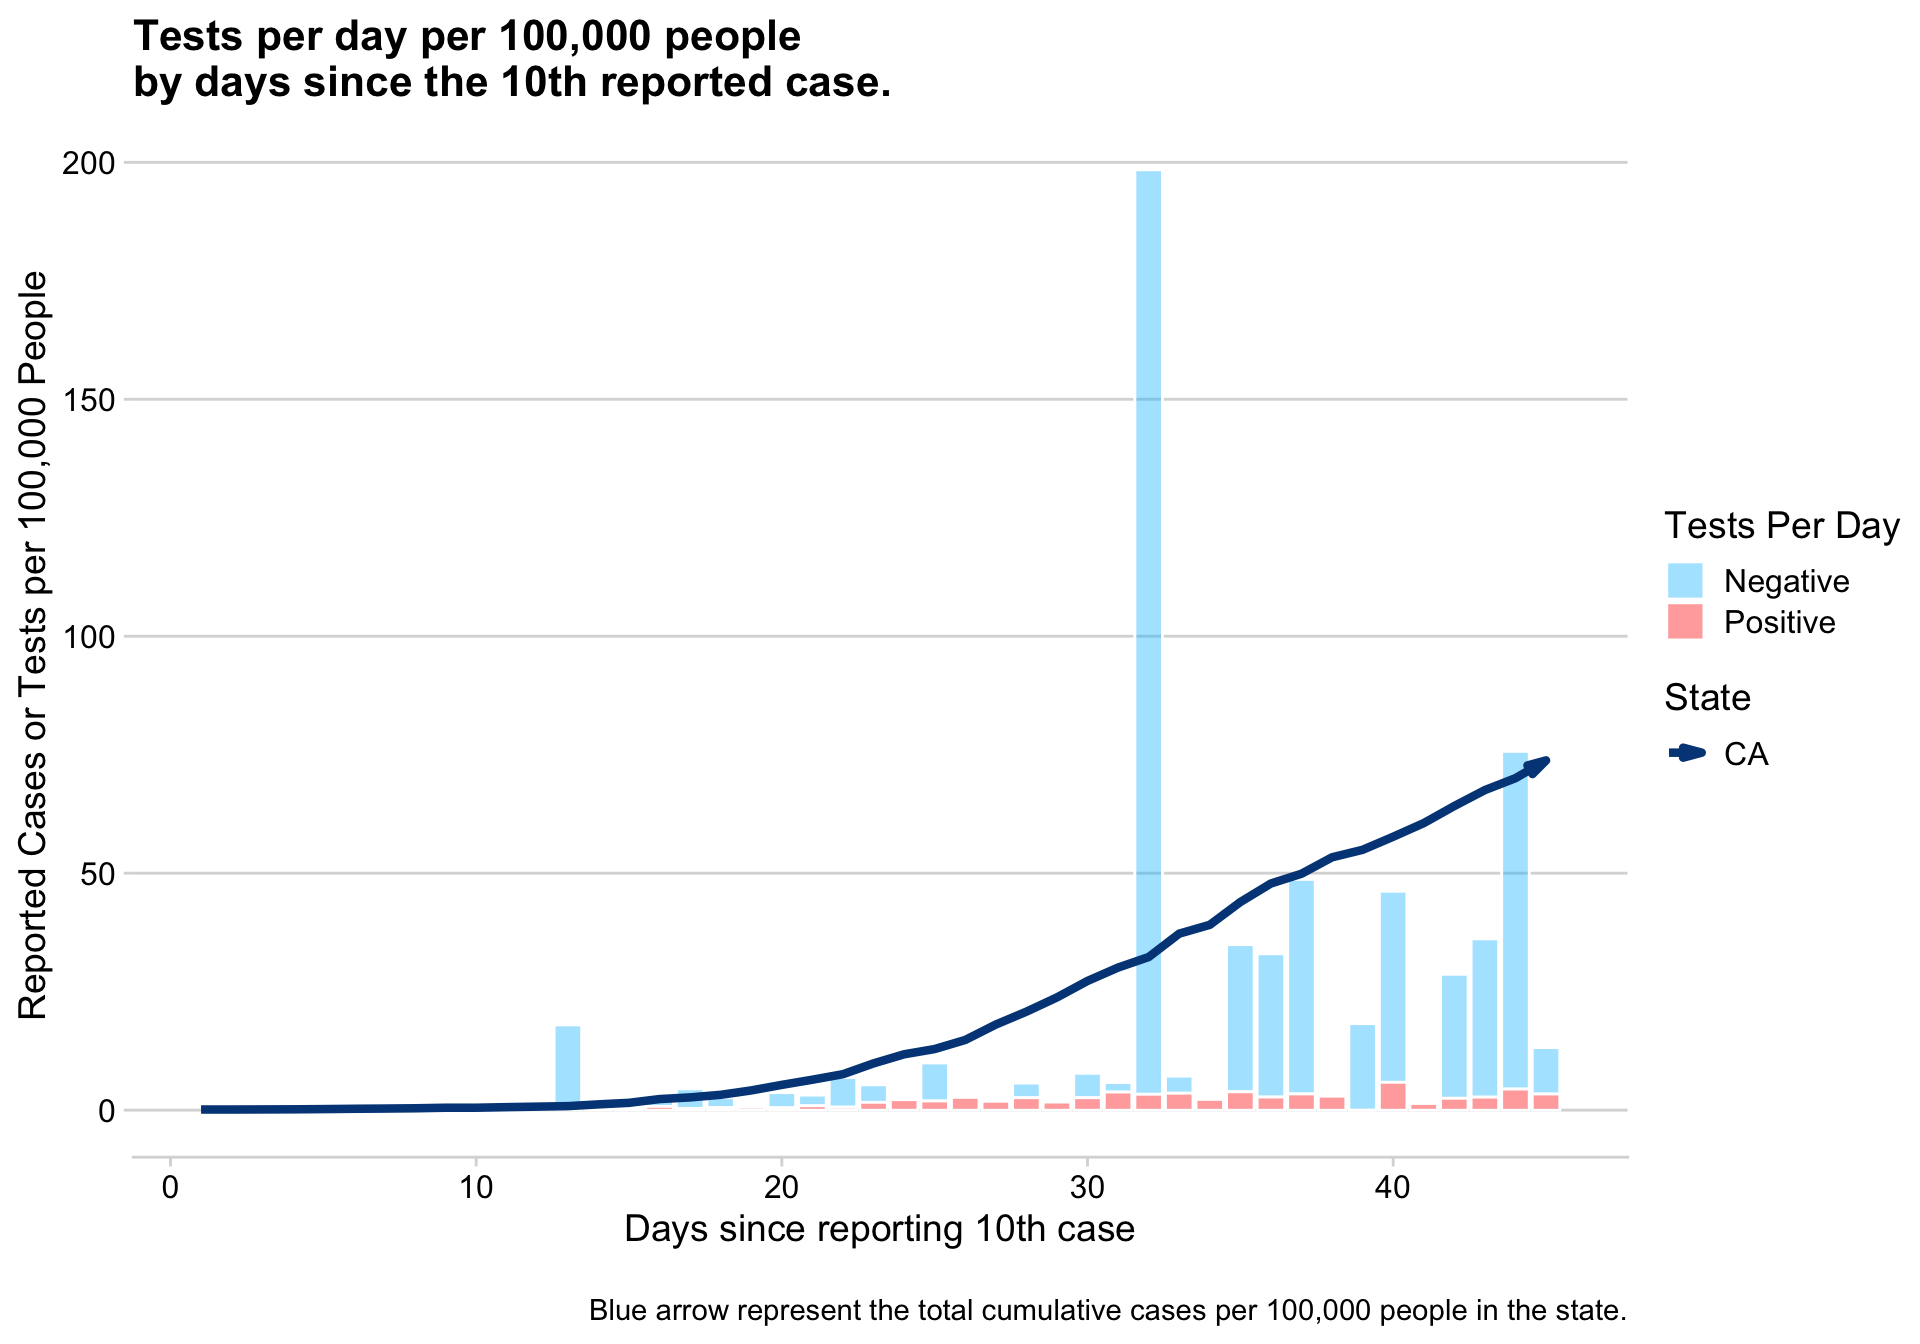 Tests per day per 100,000 people
by days since the 10th reported case.
Reported Cases or Tests per 100,000 People
200
150
100
50
0
0
10
20
30
40
Days since reporting 10th case
Tests Per Day
Negative
Positive
State
CA
Blue arrow represent the total cumulative cases per 100,000 people in the state.